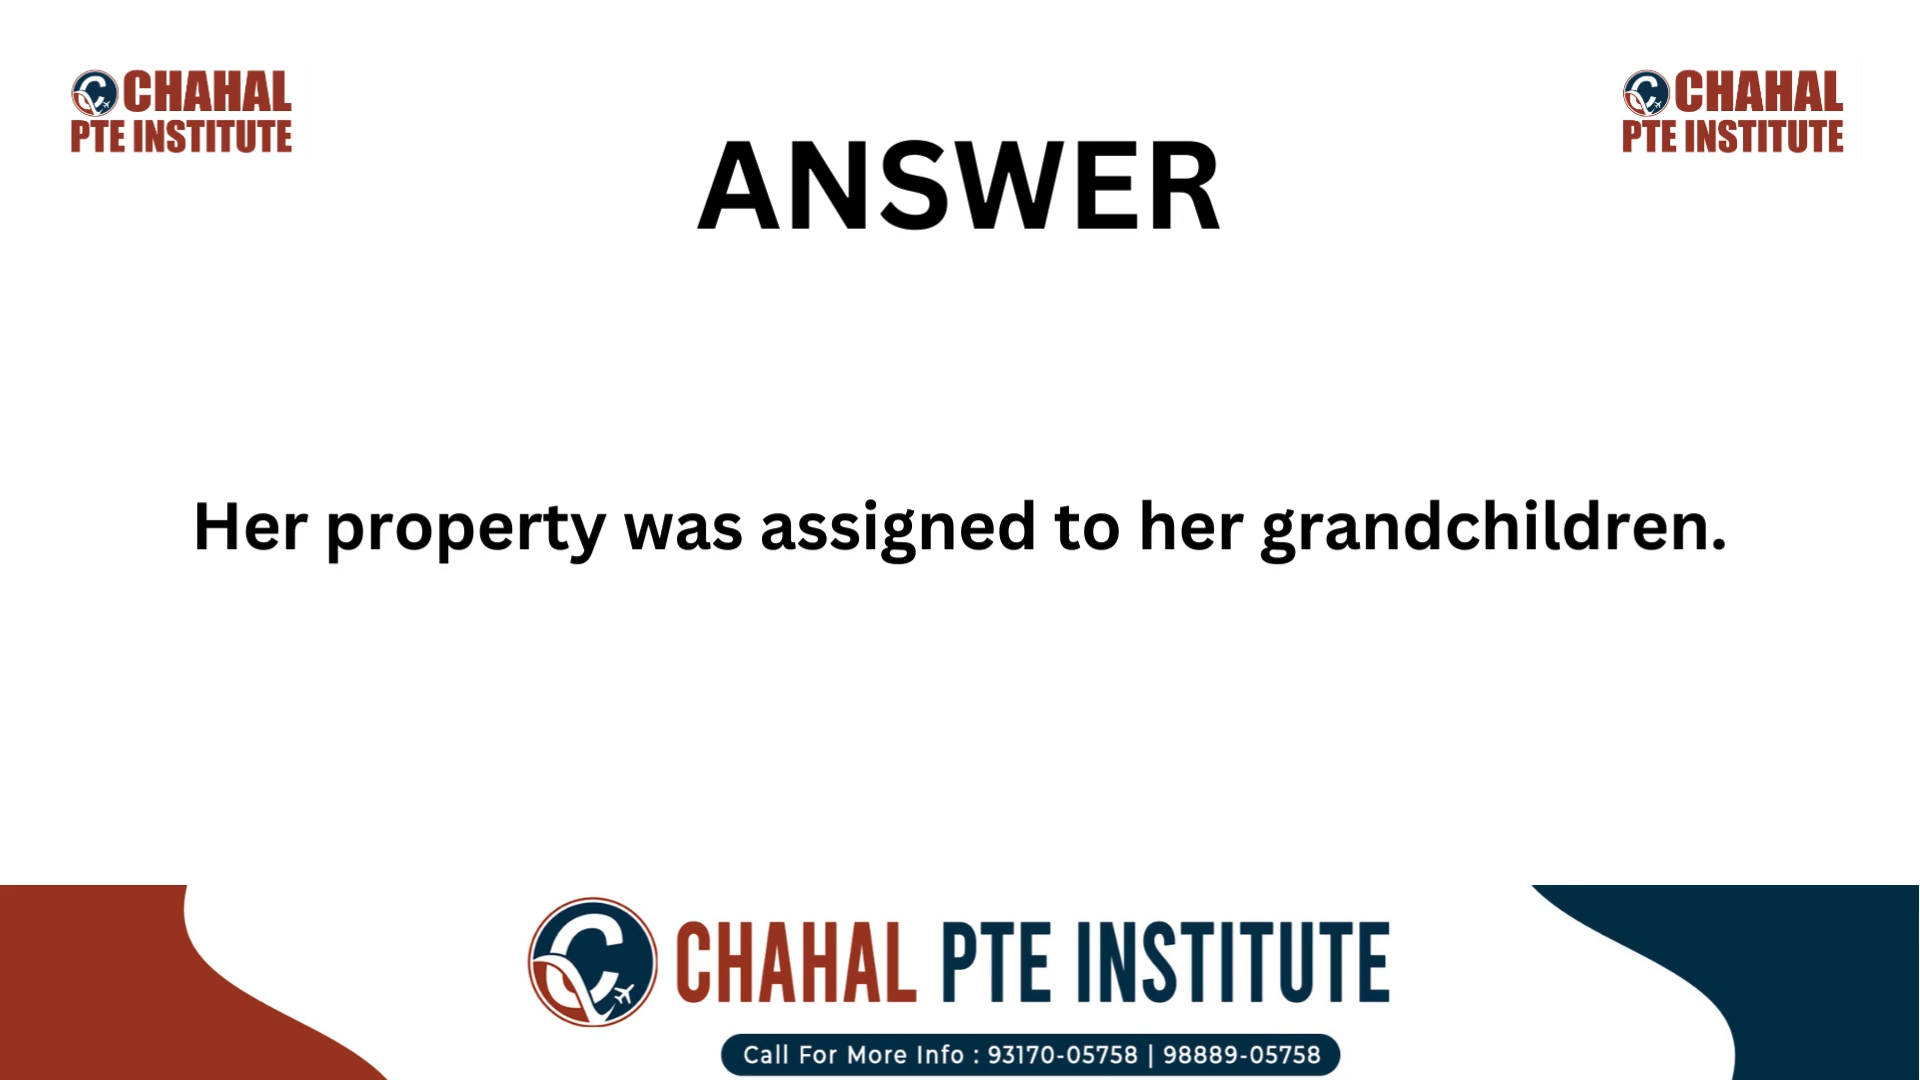 CHAHAL
PTE INSTITUTE
CHAHAL
PTE INSTITUTE
ANSWER
Her property was assigned to her grandchildren.
CHAHAL PTE INSTITUTE
Call For More Info : 93170-05758 | 98889-05758